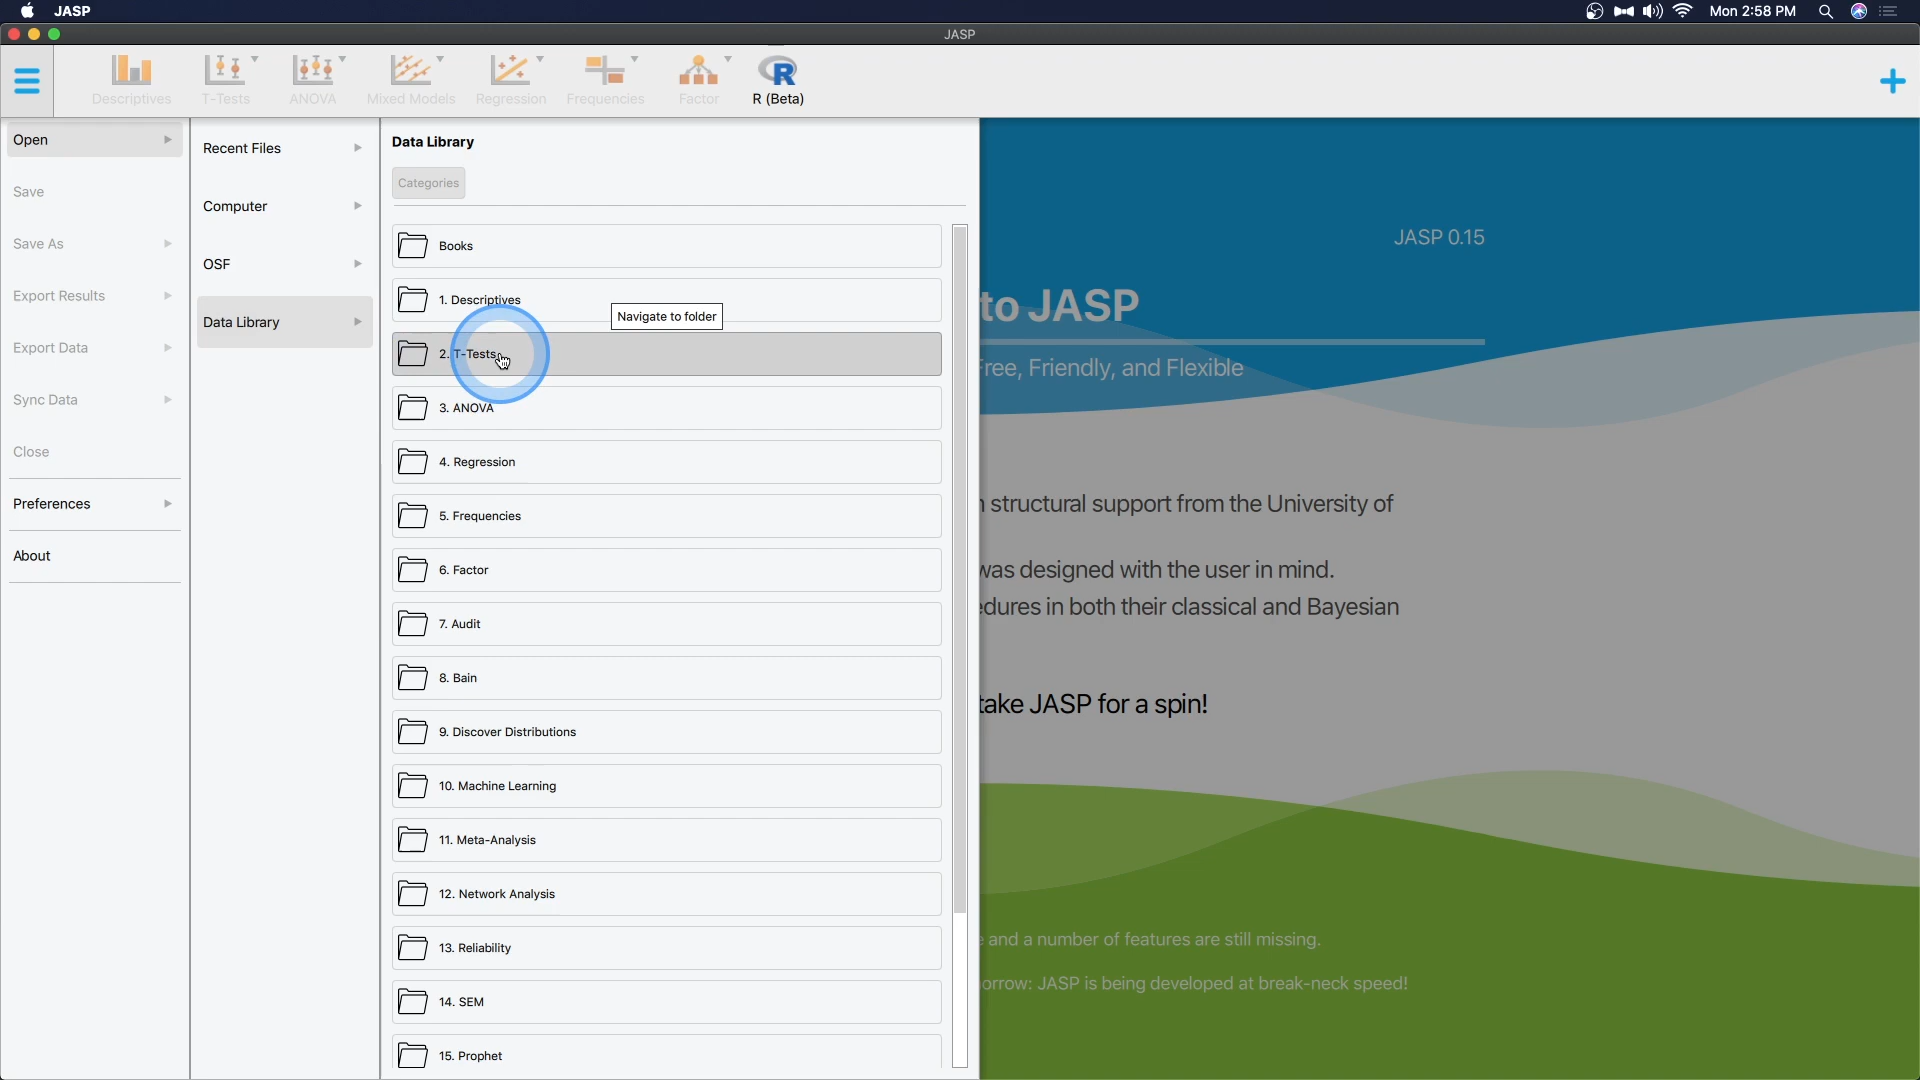 JASP
Mon 2:58 PM
JASP
Descriptives
T-Tests
ANOVA
Mixed Models
Regression
Frequencies
Factor
R (Beta)
Open
Save
Save As
Export Results
Export Data
Sync Data
Close
Preferences
About
Recent Files
Computer
OSF
Data Library
Data Library
Categories
Books
1. Descriptives
Navigate to folder
2. T-Tests
3. ANOVA
4. Regression
5. Frequencies
6. Factor
7. Audit
8. Bain
9. Discover Distributions
10. Machine Learning
11. Meta-Analysis
12. Network Analysis
13. Reliability
14. SEM
15. Prophet
JASP 0.15
to JASP
Free, Friendly, and Flexible
structural support from the University of
was designed with the user in mind.
edures in both their classical and Bayesian
take JASP for a spin!
and a number of features are still missing.
orrow: JASP is being developed at break-neck speed!